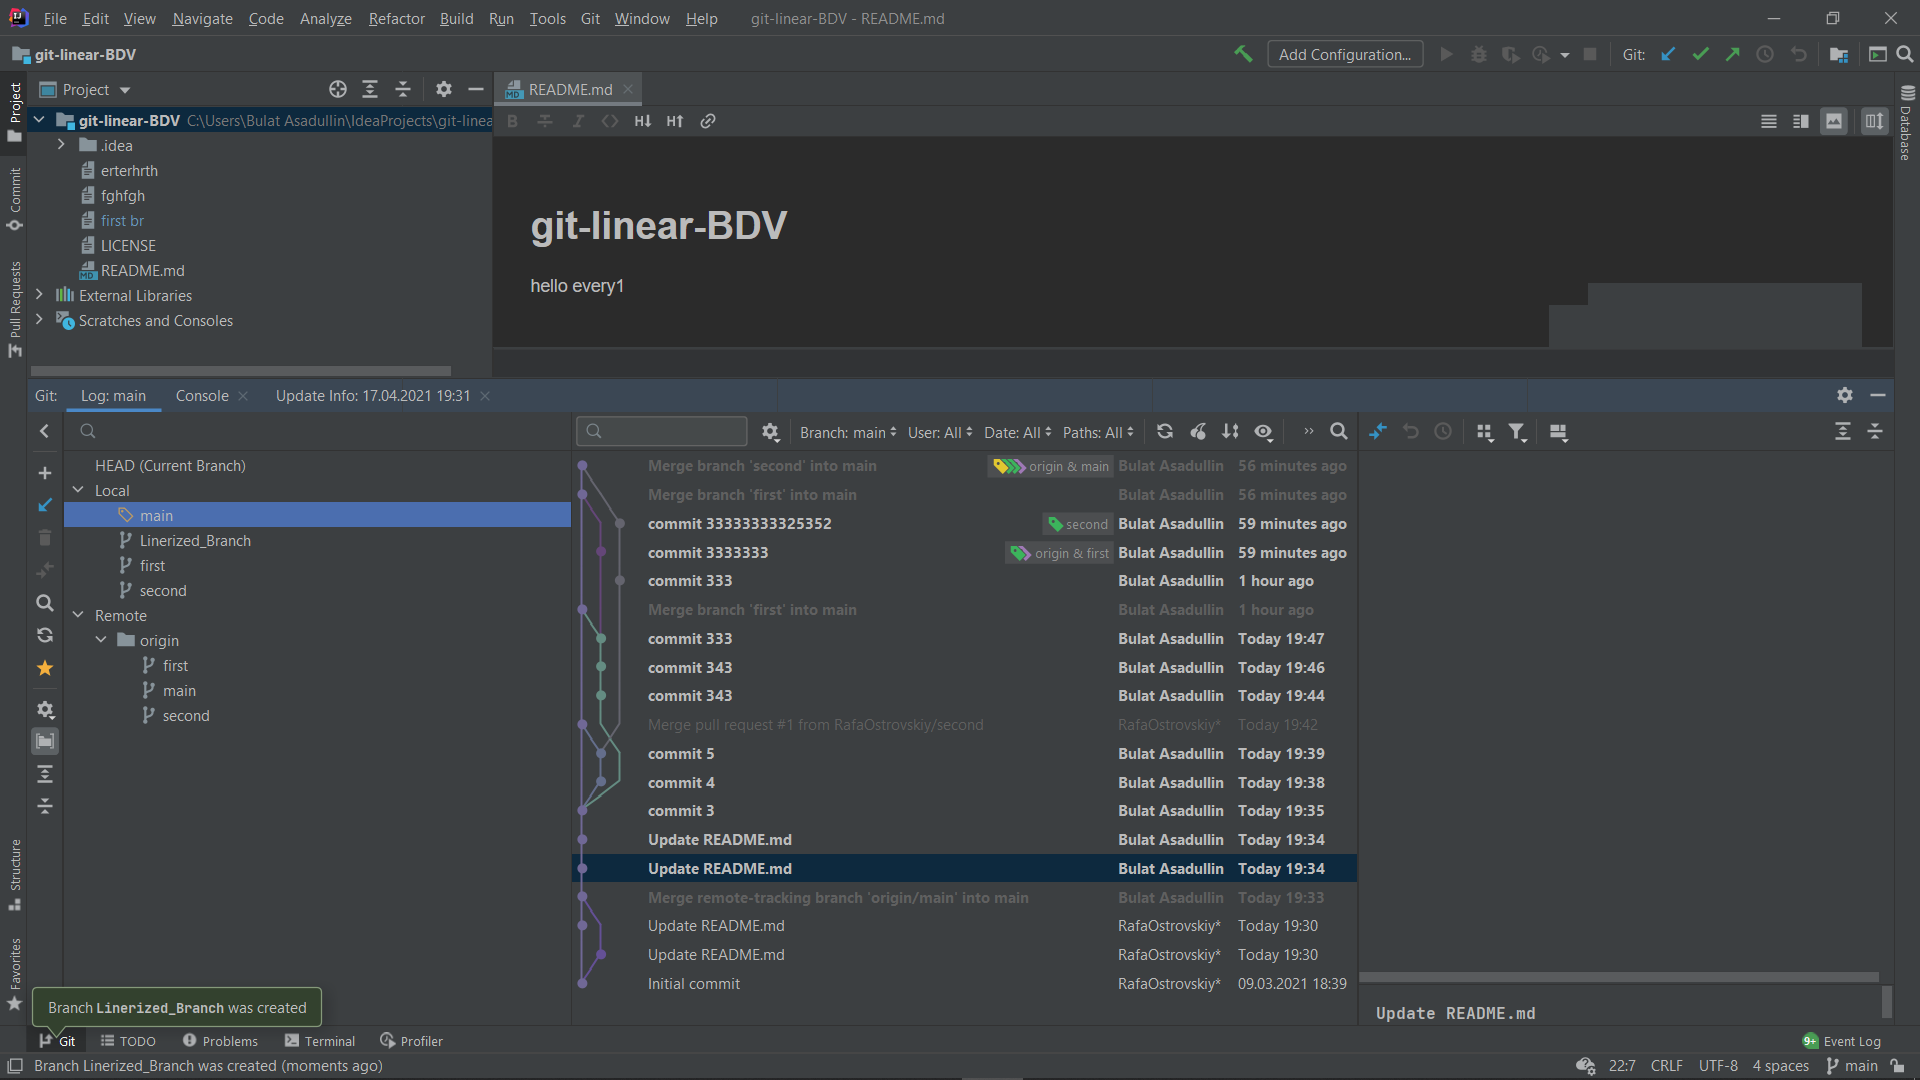 File Edit View Navigate Code Analyze Refactor Build Run Tools Git Window Help git-linear-BDV - README.md
git-linear-BDV Add Configuration... Git:
Project
Project README.md
git-linear-BDV C:\Users\Bulat Asadullin\IdeaProjects\git-linea
.idea
erterhrth
fghfgh
first br
LICENSE
README.md
External Libraries
Scratches and Consoles
Commit
Pull Requests
Structure
Favorites
Database
B I H↓ H↑
git-linear-BDV
hello every1
Git: Log: main Console Update Info: 17.04.2021 19:31
Branch: main User: All Date: All Paths: All
HEAD (Current Branch)
Local
main
Linerized_Branch
first
second
Remote
origin
first
main
second
Merge branch 'second' into main origin & main Bulat Asadullin 56 minutes ago
Merge branch 'first' into main Bulat Asadullin 56 minutes ago
commit 33333333325352 second Bulat Asadullin 59 minutes ago
commit 3333333 origin & first Bulat Asadullin 59 minutes ago
commit 333 Bulat Asadullin 1 hour ago
Merge branch 'first' into main Bulat Asadullin 1 hour ago
commit 333 Bulat Asadullin Today 19:47
commit 343 Bulat Asadullin Today 19:46
commit 343 Bulat Asadullin Today 19:44
Merge pull request #1 from RafaOstrovskiy/second RafaOstrovskiy* Today 19:42
commit 5 Bulat Asadullin Today 19:39
commit 4 Bulat Asadullin Today 19:38
commit 3 Bulat Asadullin Today 19:35
Update README.md Bulat Asadullin Today 19:34
Update README.md Bulat Asadullin Today 19:34
Merge remote-tracking branch 'origin/main' into main Bulat Asadullin Today 19:33
Update README.md RafaOstrovskiy* Today 19:30
Update README.md RafaOstrovskiy* Today 19:30
Initial commit RafaOstrovskiy* 09.03.2021 18:39
Update README.md
Branch Linerized_Branch was created
Git TODO Problems Terminal Profiler 9+ Event Log
Branch Linerized_Branch was created (moments ago) 22:7 CRLF UTF-8 4 spaces main